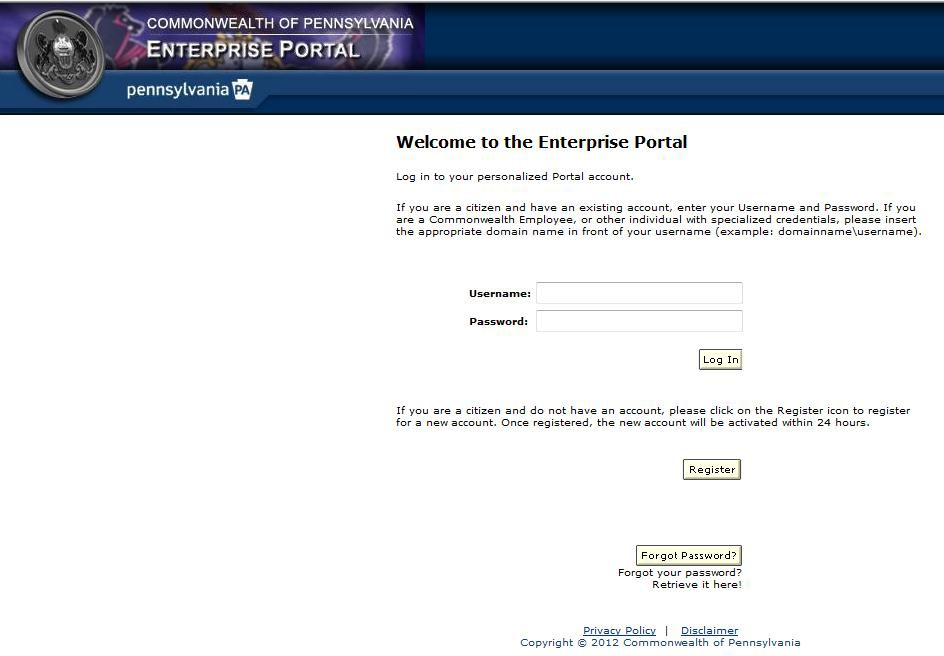 COMMONWEALTH OF PENNSYLVANIA
ENTERPRISE PORTAL
pennsylvania PA
Welcome to the Enterprise Portal
Log in to your personalized Portal account.
If you are a citizen and have an existing account, enter your Username and Password. If you
are a Commonwealth Employee, or other individual with specialized credentials, please insert
the appropriate domain name in front of your username (example: domainname\username).
Username:
Password:
Log In
If you are a citizen and do not have an account, please click on the Register icon to register
for a new account. Once registered, the new account will be activated within 24 hours.
Register
Forgot Password?
Forgot your password?
Retrieve it here!
Privacy Policy | Disclaimer
Copyright © 2012 Commonwealth of Pennsylvania